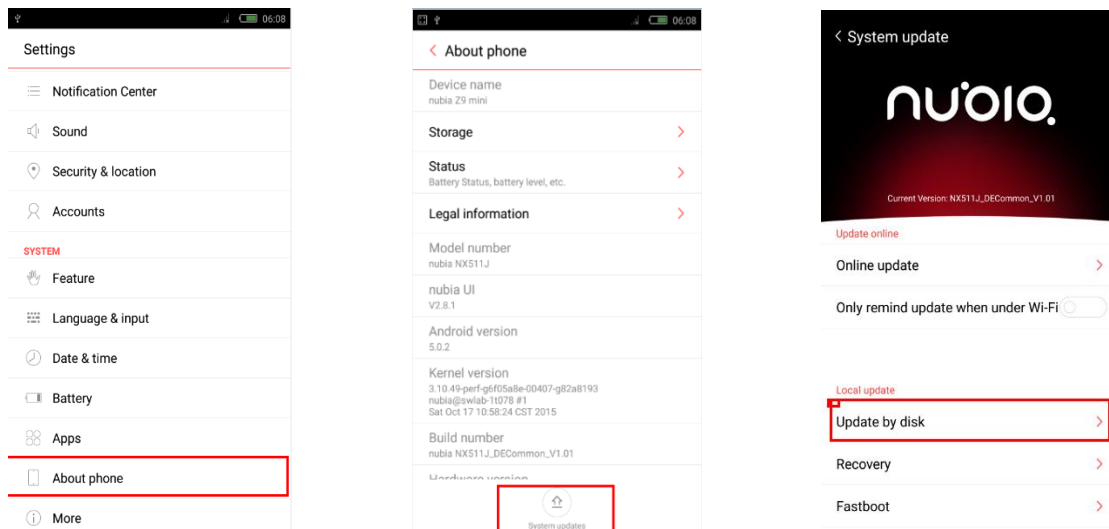 06:08
Settings
Notification Center
Sound
Security & location
Accounts
SYSTEM
Feature
Language & input
Date & time
Battery
Apps
About phone
More
06:08
About phone
Device name
nubia Z9 mini
Storage
Status
Battery Status, battery level, etc.
Legal information
Model number
nubia NX511J
nubia UI
V2.8.1
Android version
5.0.2
Kernel version
3.10.49-perf-g6f05a8e-00407-g82a8193
nubia@swlab-1t078 #1
Sat Oct 17 10:58:24 CST 2015
Build number
nubia NX511J_DECommon_V1.01
Hardware version
System updates
System update
nubia
Current Version: NX511J_DECommon_V1.01
Update online
Online update
Only remind update when under Wi-Fi
Local update
Update by disk
Recovery
Fastboot